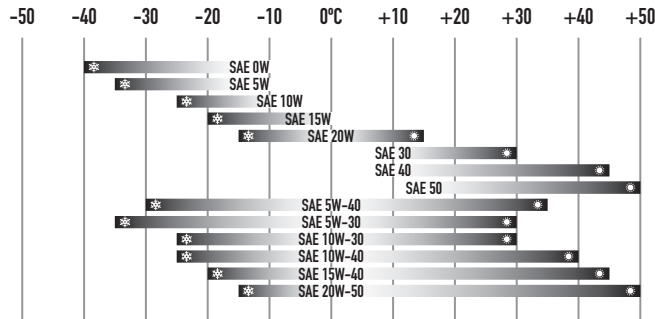 -50 -40 -30 -20 -10 0°C +10 +20 +30 +40 +50
SAE 0W
SAE 5W
SAE 10W
SAE 15W
SAE 20W
SAE 30
SAE 40
SAE 50
SAE 5W-40
SAE 5W-30
SAE 10W-30
SAE 10W-40
SAE 15W-40
SAE 20W-50